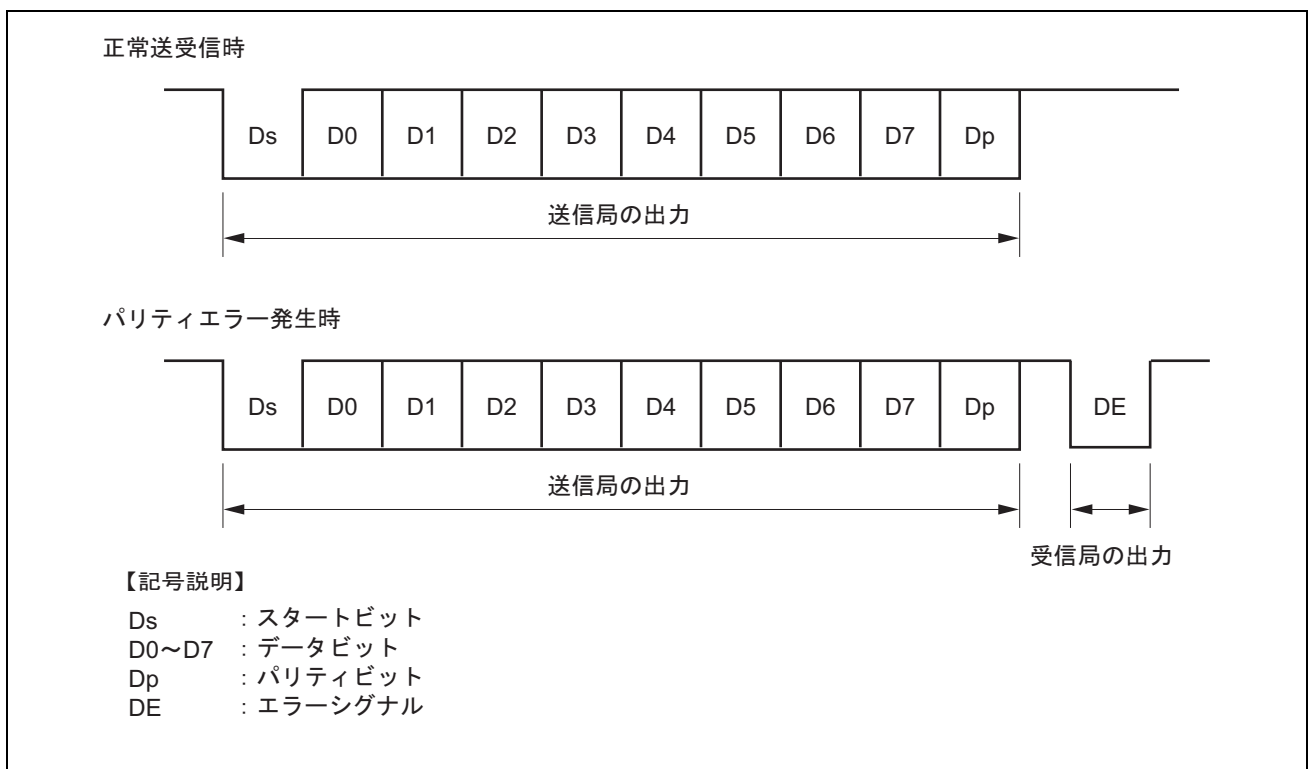 正常送受信時
Ds D0 D1 D2 D3 D4 D5 D6 D7 Dp
送信局の出力
パリティエラー発生時
Ds D0 D1 D2 D3 D4 D5 D6 D7 Dp DE
送信局の出力
受信局の出力
【記号説明】
Ds : スタートビット
D0～D7 : データビット
Dp : パリティビット
DE : エラーシグナル